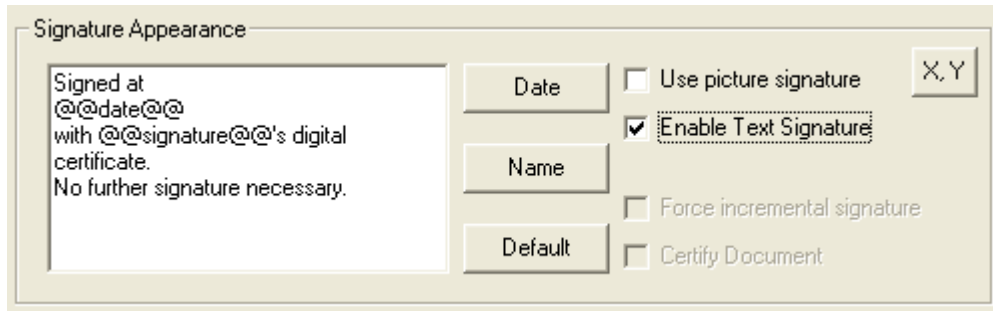 Signature Appearance
Signed at
@@date@@
with @@signature@@'s digital
certificate.
No further signature necessary.
Date
Name
Default
Use picture signature
Enable Text Signature
Force incremental signature
Certify Document
X,Y